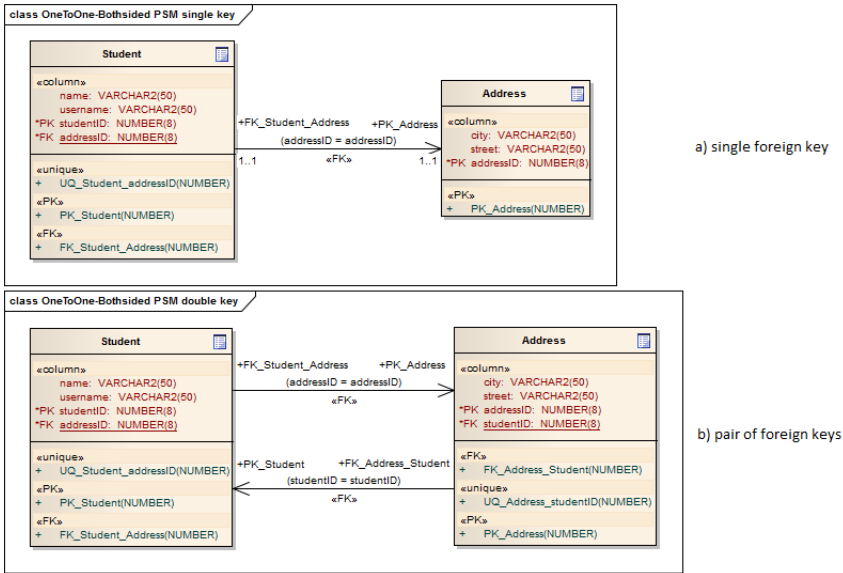 class OneToOne-Bothsided PSM single key
Student
«column»
name: VARCHAR2(50)
username: VARCHAR2(50)
*PK studentID: NUMBER(8)
*FK addressID: NUMBER(8)
«unique»
+ UQ_Student_addressID(NUMBER)
«PK»
+ PK_Student(NUMBER)
«FK»
+ FK_Student_Address(NUMBER)
+FK_Student_Address +PK_Address
(addressID = addressID)
1..1 «FK» 1..1
Address
«column»
city: VARCHAR2(50)
street: VARCHAR2(50)
*PK addressID: NUMBER(8)
«PK»
+ PK_Address(NUMBER)
a) single foreign key
class OneToOne-Bothsided PSM double key
Student
«column»
name: VARCHAR2(50)
username: VARCHAR2(50)
*PK studentID: NUMBER(8)
*FK addressID: NUMBER(8)
«unique»
+ UQ_Student_addressID(NUMBER)
«PK»
+ PK_Student(NUMBER)
«FK»
+ FK_Student_Address(NUMBER)
+FK_Student_Address +PK_Address
(addressID = addressID)
«FK»
+PK_Student +FK_Address_Student
(studentID = studentID)
«FK»
Address
«column»
city: VARCHAR2(50)
street: VARCHAR2(50)
*PK addressID: NUMBER(8)
*FK studentID: NUMBER(8)
«FK»
+ FK_Address_Student(NUMBER)
«unique»
+ UQ_Address_studentID(NUMBER)
«PK»
+ PK_Address(NUMBER)
b) pair of foreign keys